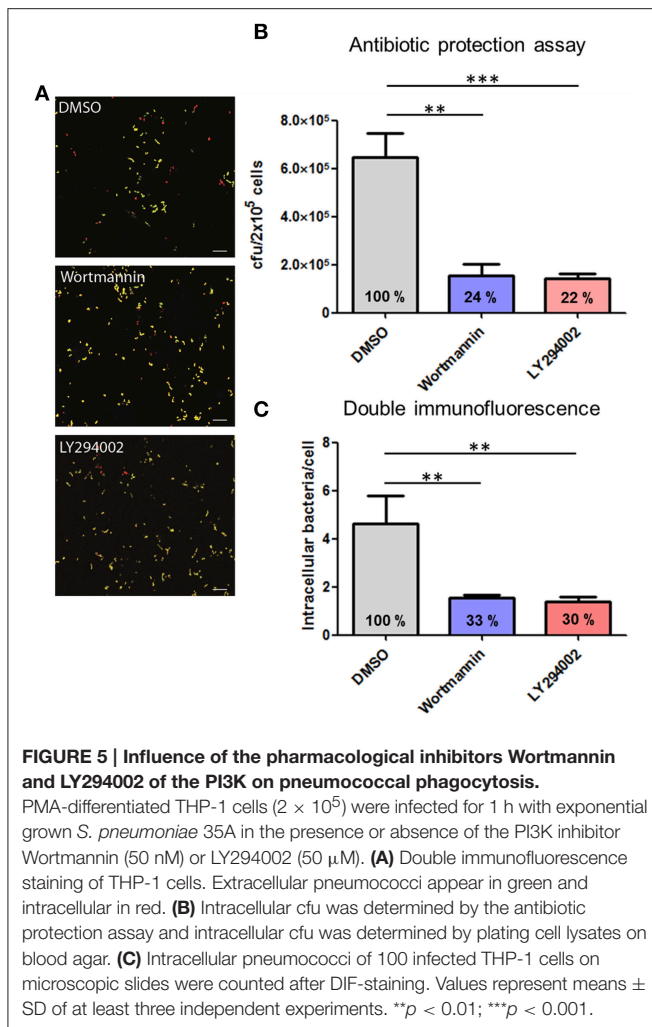 A
DMSO
Wortmannin
LY294002
B
Antibiotic protection assay
***
**
cfu/2x10⁵ cells
8.0×10⁵
6.0×10⁵
4.0×10⁵
2.0×10⁵
0
100 %
24 %
22 %
DMSO
Wortmannin
LY294002
C
Double immunofluorescence
**
**
Intracellular bacteria/cell
8
6
4
2
0
100 %
33 %
30 %
DMSO
Wortmannin
LY294002
FIGURE 5 | Influence of the pharmacological inhibitors Wortmannin
and LY294002 of the PI3K on pneumococcal phagocytosis.
PMA-differentiated THP-1 cells (2 × 10⁵) were infected for 1 h with exponential
grown S. pneumoniae 35A in the presence or absence of the PI3K inhibitor
Wortmannin (50 nM) or LY294002 (50 μM). (A) Double immunofluorescence
staining of THP-1 cells. Extracellular pneumococci appear in green and
intracellular in red. (B) Intracellular cfu was determined by the antibiotic
protection assay and intracellular cfu was determined by plating cell lysates on
blood agar. (C) Intracellular pneumococci of 100 infected THP-1 cells on
microscopic slides were counted after DIF-staining. Values represent means ±
SD of at least three independent experiments. **p < 0.01; ***p < 0.001.